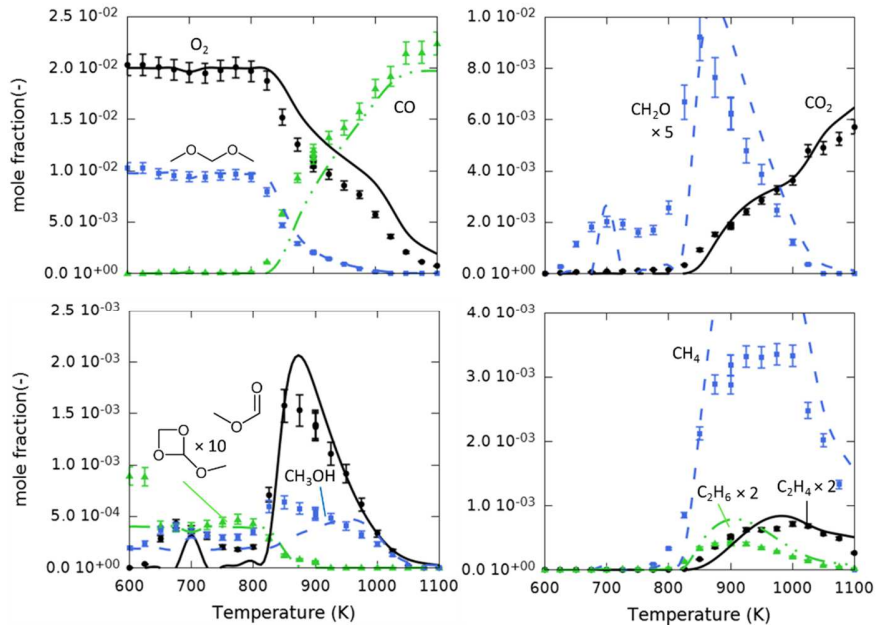 2.5 10⁻⁰²
2.0 10⁻⁰²
1.5 10⁻⁰²
1.0 10⁻⁰²
5.0 10⁻⁰³
0.0 10⁺⁰⁰
mole fraction(-)
O₂
CO
O O
1.0 10⁻⁰²
8.0 10⁻⁰³
6.0 10⁻⁰³
4.0 10⁻⁰³
2.0 10⁻⁰³
0.0 10⁺⁰⁰
CH₂O
× 5
CO₂
2.5 10⁻⁰³
2.0 10⁻⁰³
1.5 10⁻⁰³
1.0 10⁻⁰³
5.0 10⁻⁰⁴
0.0 10⁺⁰⁰
mole fraction(-)
O
O
O
O O
× 10
CH₃OH
600 700 800 900 1000 1100
Temperature (K)
4.0 10⁻⁰³
3.0 10⁻⁰³
2.0 10⁻⁰³
1.0 10⁻⁰³
0.0 10⁺⁰⁰
CH₄
C₂H₆ × 2
C₂H₄ × 2
600 700 800 900 1000 1100
Temperature (K)